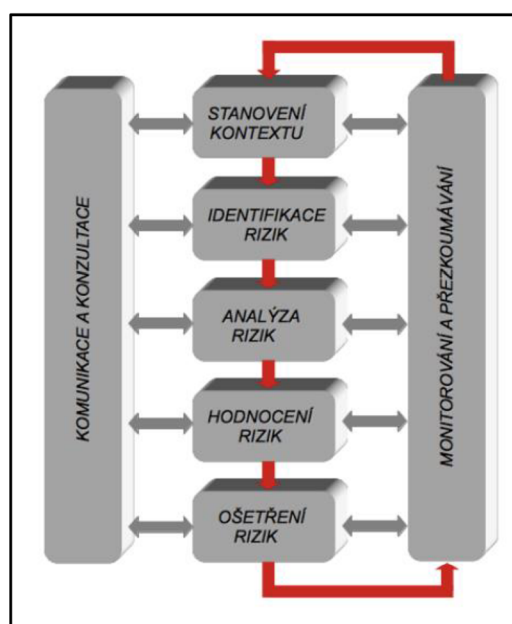 KOMUNIKACE A KONZULTACE
STANOVENÍ
KONTEXTU
IDENTIFIKACE
RIZIK
ANALÝZA
RIZIK
HODNOCENÍ
RIZIK
OŠETŘENÍ
RIZIK
MONITOROVÁNÍ A PŘEZKOUMÁVÁNÍ